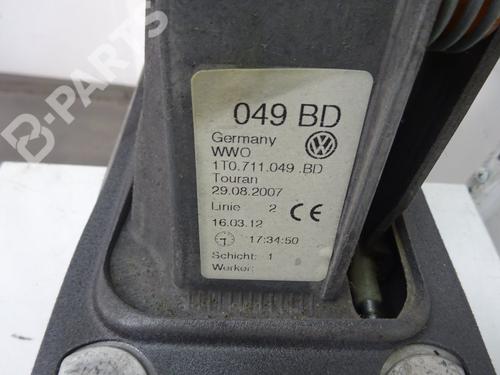 049 BD
Germany
WWO
1T0.711.049 .BD
Touran
29.08.2007
Linie 2 CE
16.03.12
17:34:50
Schicht: 1
Werker:
B-PARTS